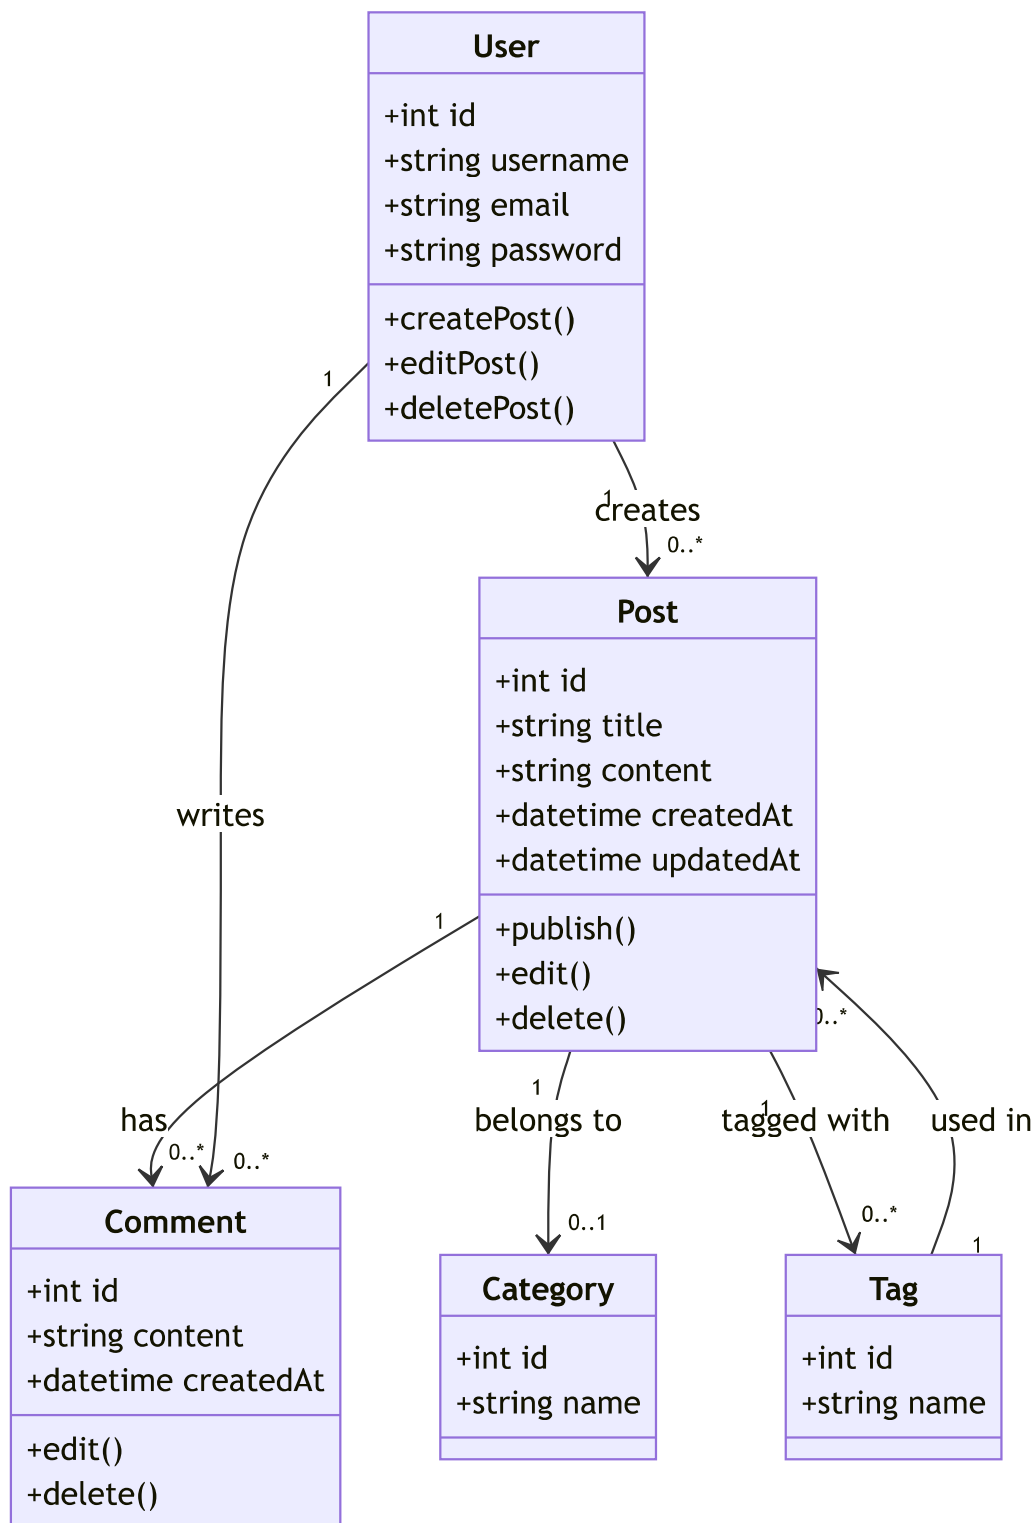 User
+int id
+string username
+string email
+string password
+createPost()
+editPost()
+deletePost()
1
1
creates
0..*
Post
+int id
+string title
+string content
+datetime createdAt
+datetime updatedAt
+publish()
+edit()
+delete()
writes
1
0..*
1
1
has
belongs to
tagged with
used in
0..*
0..*
0..1
0..*
1
Comment
+int id
+string content
+datetime createdAt
+edit()
+delete()
Category
+int id
+string name
Tag
+int id
+string name